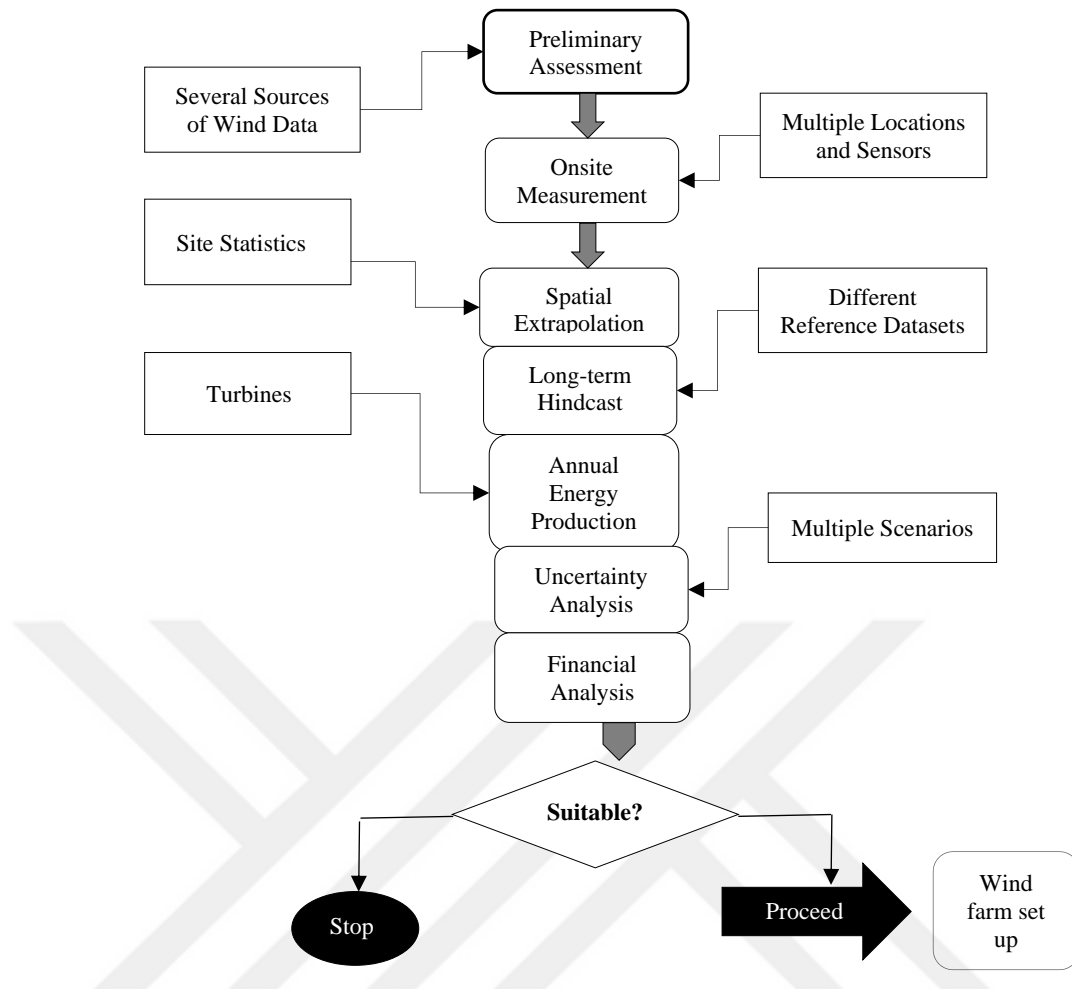 Preliminary
Assessment
Several Sources
of Wind Data
Multiple Locations
and Sensors
Onsite
Measurement
Site Statistics
Spatial
Extrapolation
Different
Reference Datasets
Long-term
Hindcast
Turbines
Annual
Energy
Production
Multiple Scenarios
Uncertainty
Analysis
Financial
Analysis
Suitable?
Stop
Proceed
Wind
farm set
up